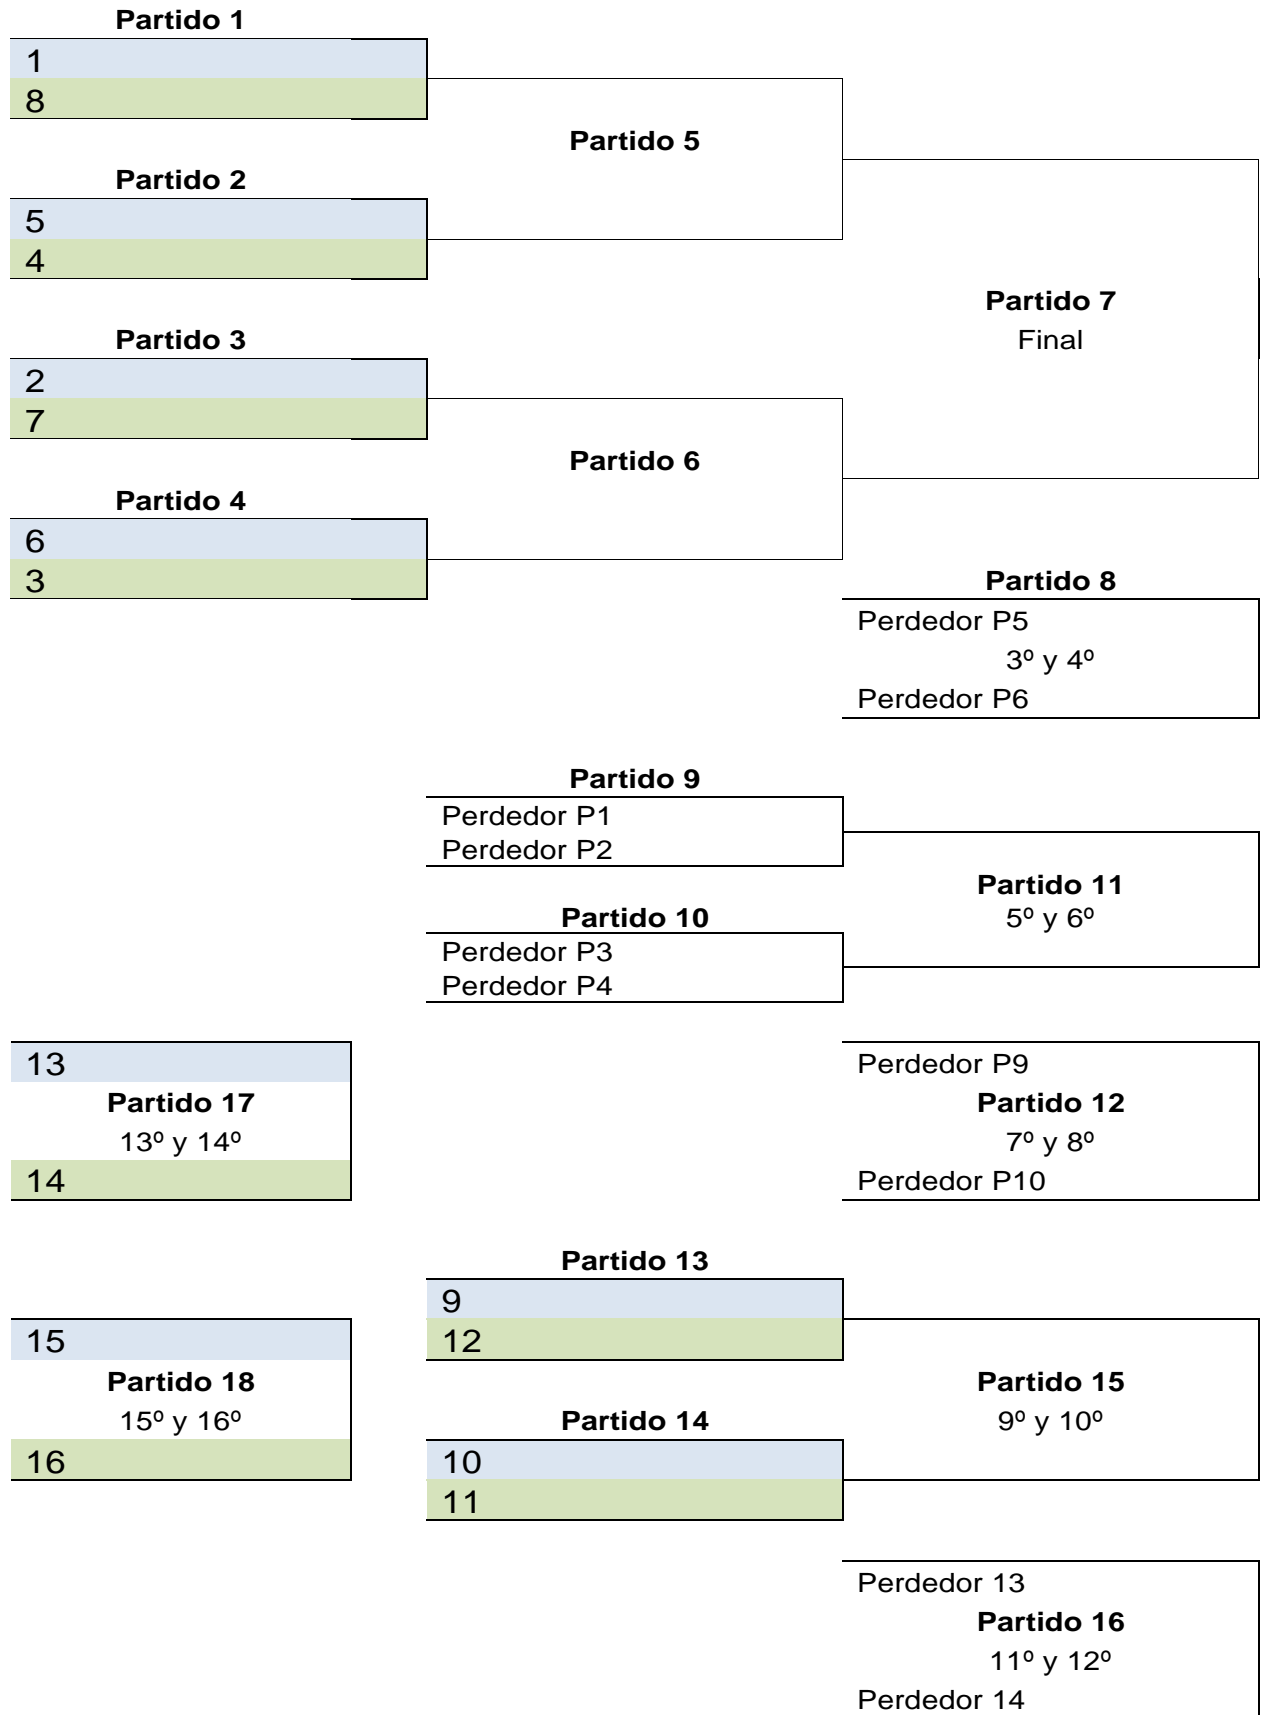 Partido 1
1
8
Partido 5
Partido 2
5
4
Partido 7
Partido 3
Final
2
7
Partido 6
Partido 4
6
3
Partido 8
Perdedor P5
3º y 4º
Perdedor P6
Partido 9
Perdedor P1
Perdedor P2
Partido 11
Partido 10
5º y 6º
Perdedor P3
Perdedor P4
13
Perdedor P9
Partido 17
Partido 12
13º y 14º
7º y 8º
14
Perdedor P10
Partido 13
9
15
12
Partido 18
Partido 15
15º y 16º
Partido 14
9º y 10º
16
10
11
Perdedor 13
Partido 16
11º y 12º
Perdedor 14